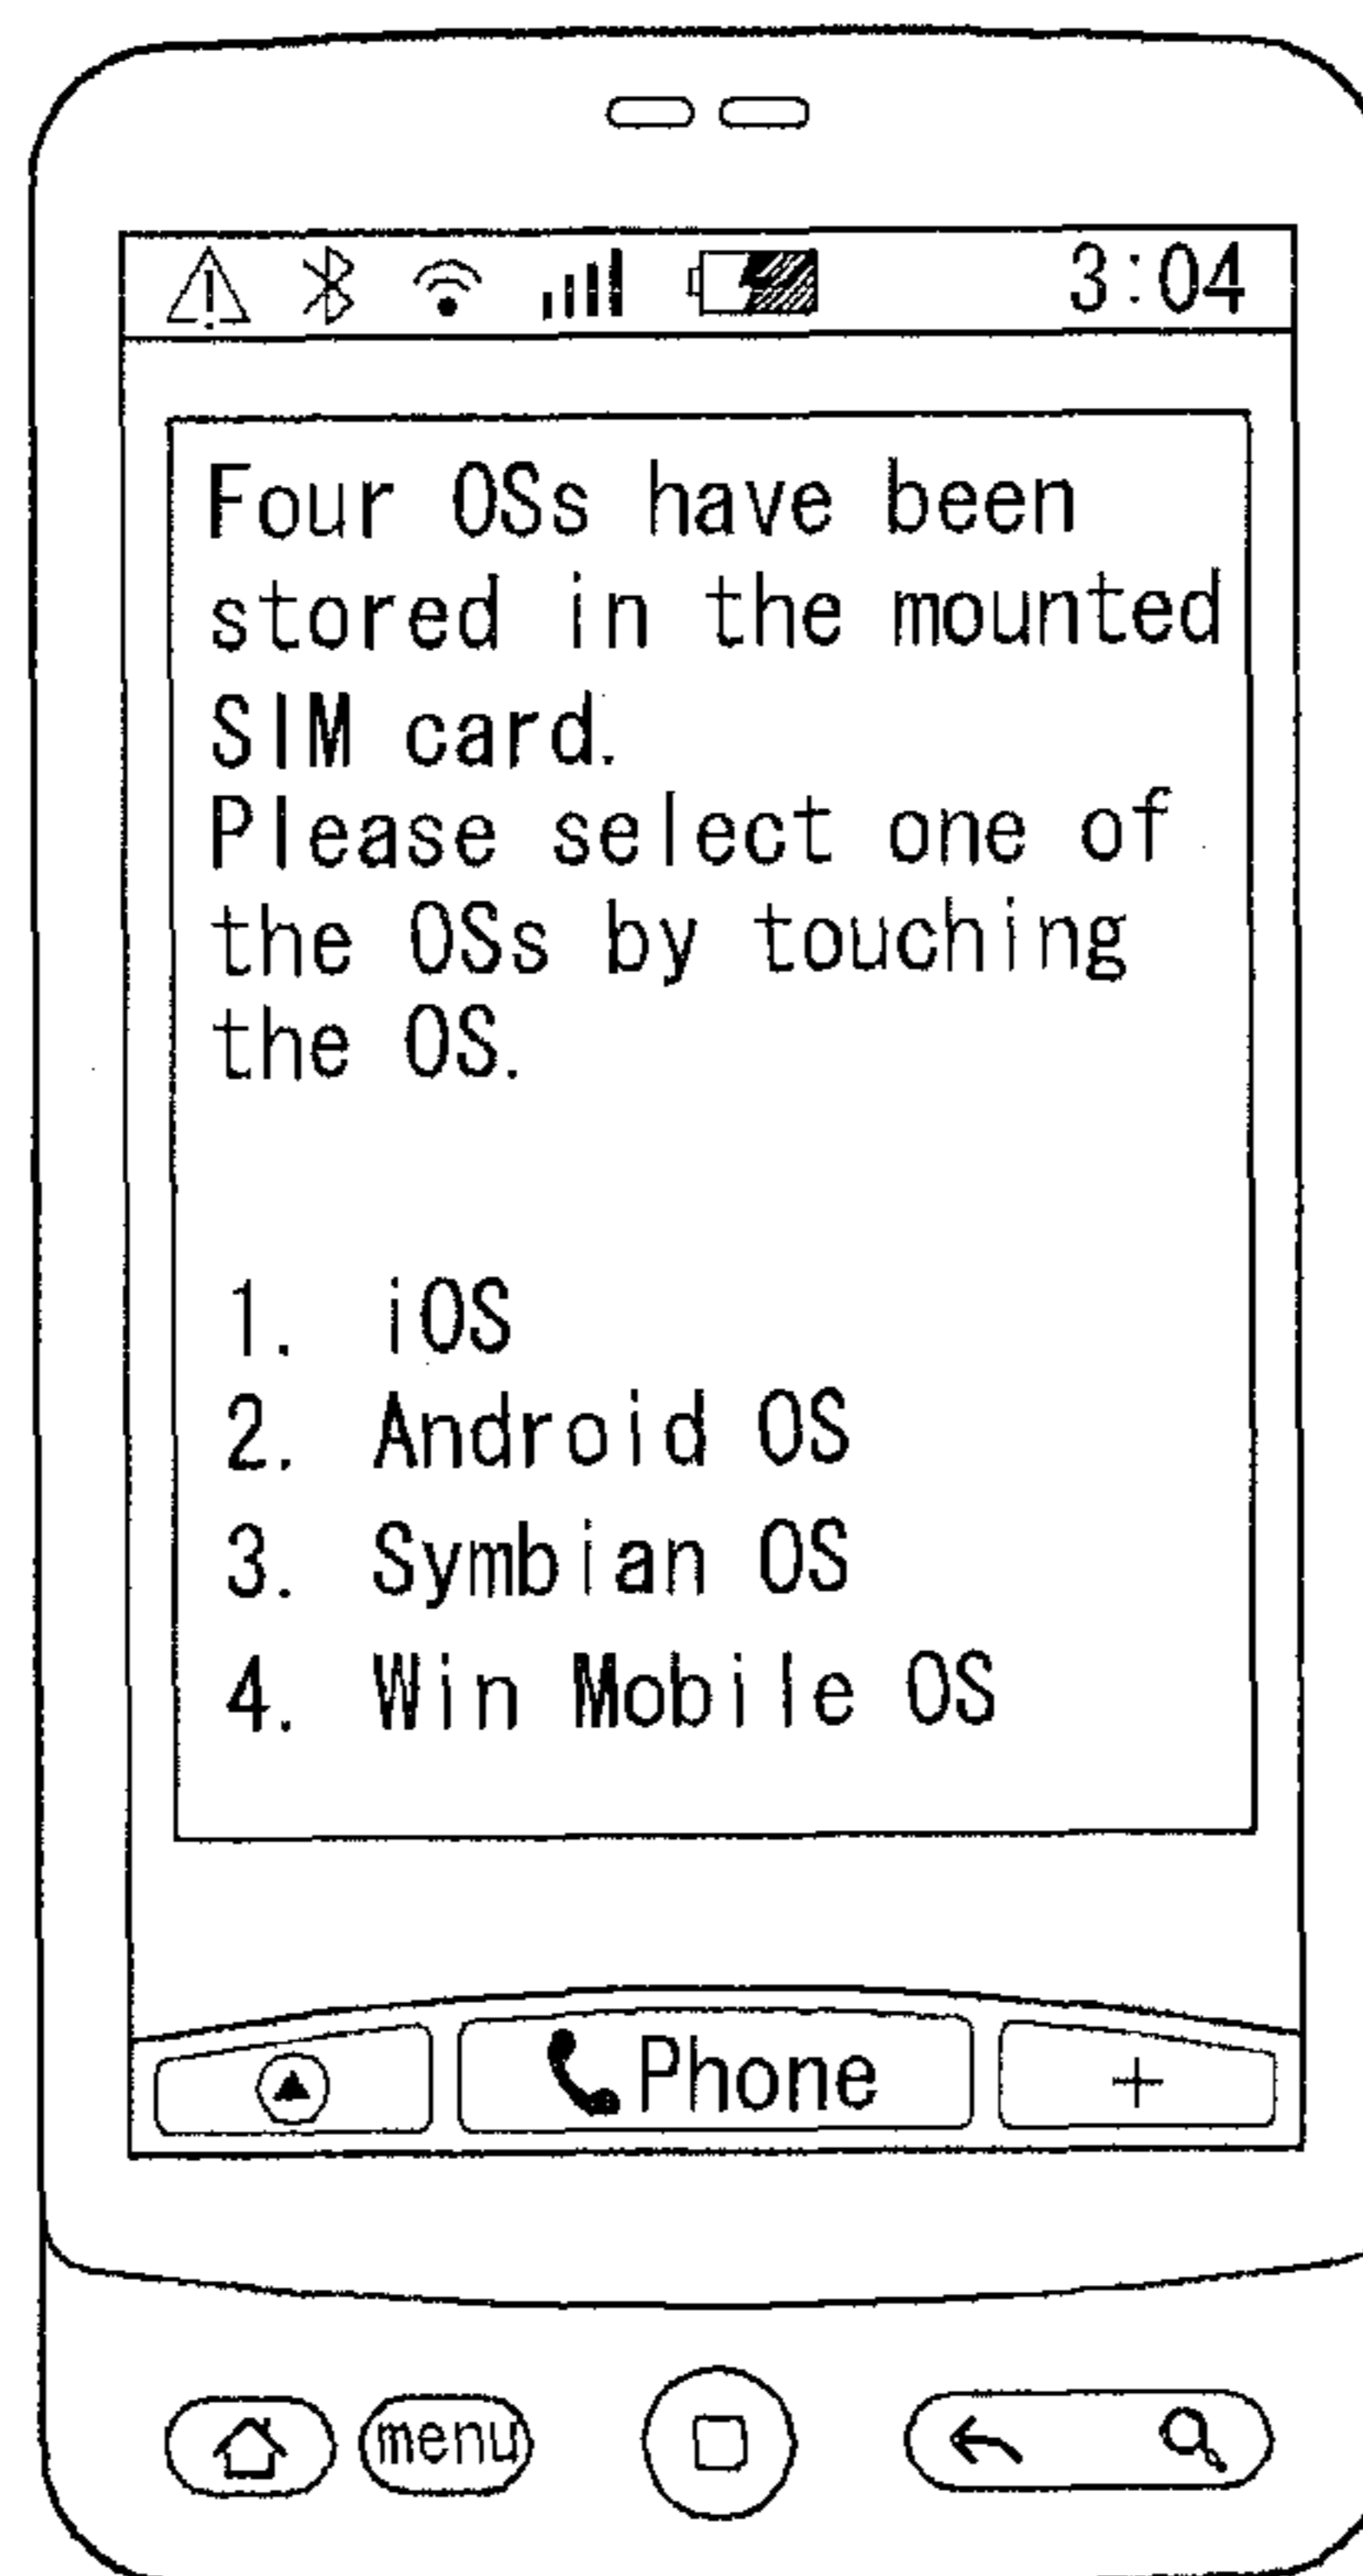 3:04
Four OSs have been
stored in the mounted
SIM card.
Please select one of
the OSs by touching
the OS.
1. iOS
2. Android OS
3. Symbian OS
4. Win Mobile OS
Phone
menu